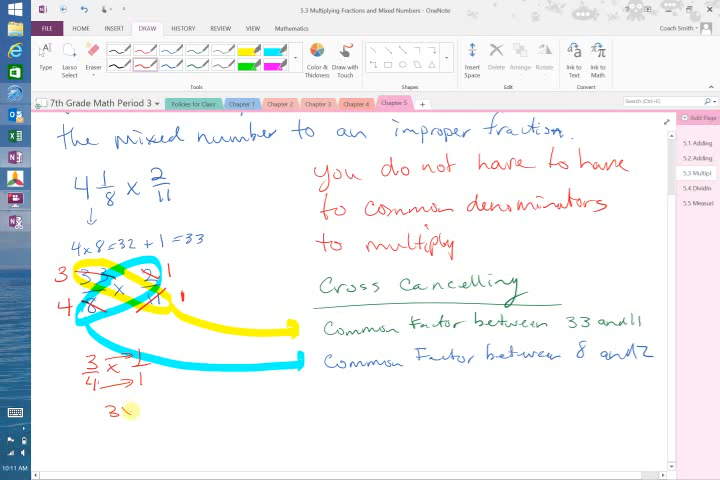 5.3 Multiplying Fractions and Mixed Numbers - OneNote
FILE HOME INSERT DRAW HISTORY REVIEW VIEW Mathematics
Coach Smith
Type
Eraser
Color & Thickness
Draw with Touch
Insert Space
Delete
Arrange
Rotate
Ink to Text
Ink to Math
Tools Shapes Edit Convert
7th Grade Math Period 3 Policies for Class Chapter 1 Chapter 2 Chapter 3 Chapter 4 Chapter 5 +
Search (Ctrl+E)
Add Page
5.1 Adding
5.2 Adding
5.3 Multipl
5.4 Dividin
5.5 Measuri
the mixed number to an improper fraction.
4 1/8 x 2/11
4 x 8 = 32 + 1 = 33
3 33 x 2 1
4 8 11 1
3/4 x 1/1
3x
you do not have to have
to common denominators
to multiply
Cross Cancelling
Common Factor between 33 and 11
Common Factor between 8 and 2
10:11 AM